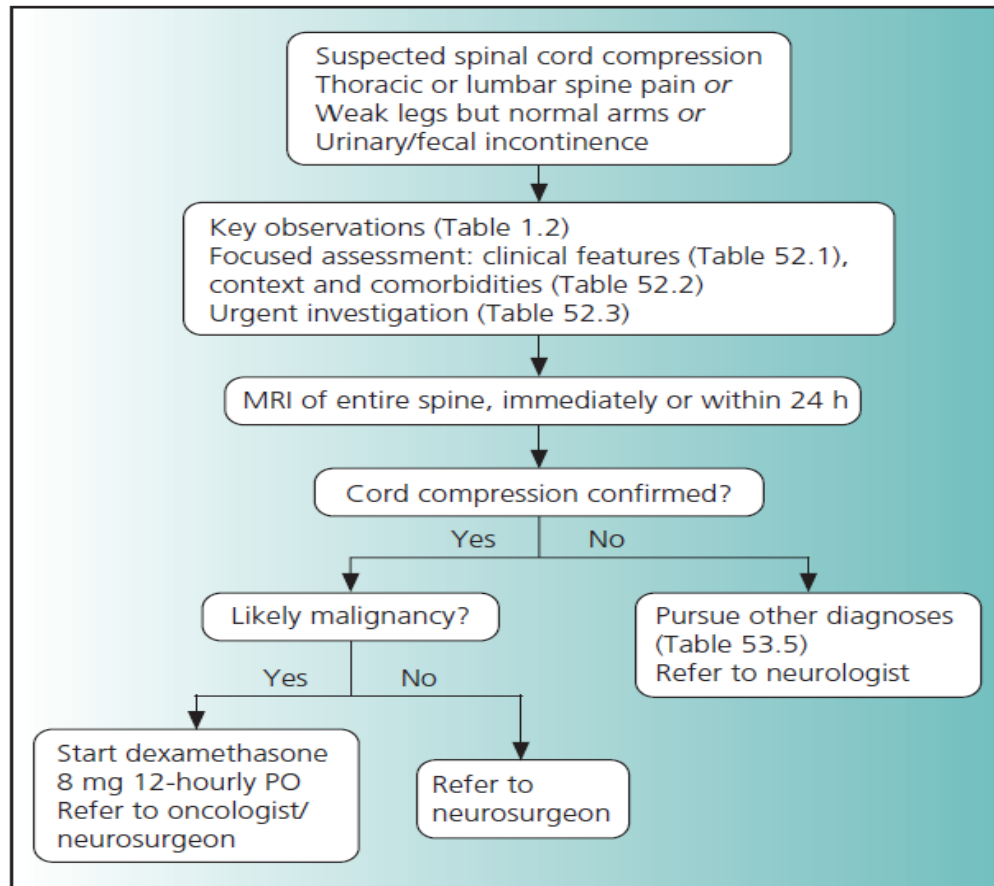 Suspected spinal cord compression
Thoracic or lumbar spine pain or
Weak legs but normal arms or
Urinary/fecal incontinence
Key observations (Table 1.2)
Focused assessment: clinical features (Table 52.1),
context and comorbidities (Table 52.2)
Urgent investigation (Table 52.3)
MRI of entire spine, immediately or within 24 h
Cord compression confirmed?
Yes No
Likely malignancy?
Pursue other diagnoses
(Table 53.5)
Refer to neurologist
Yes No
Start dexamethasone
8 mg 12-hourly PO
Refer to oncologist/
neurosurgeon
Refer to
neurosurgeon